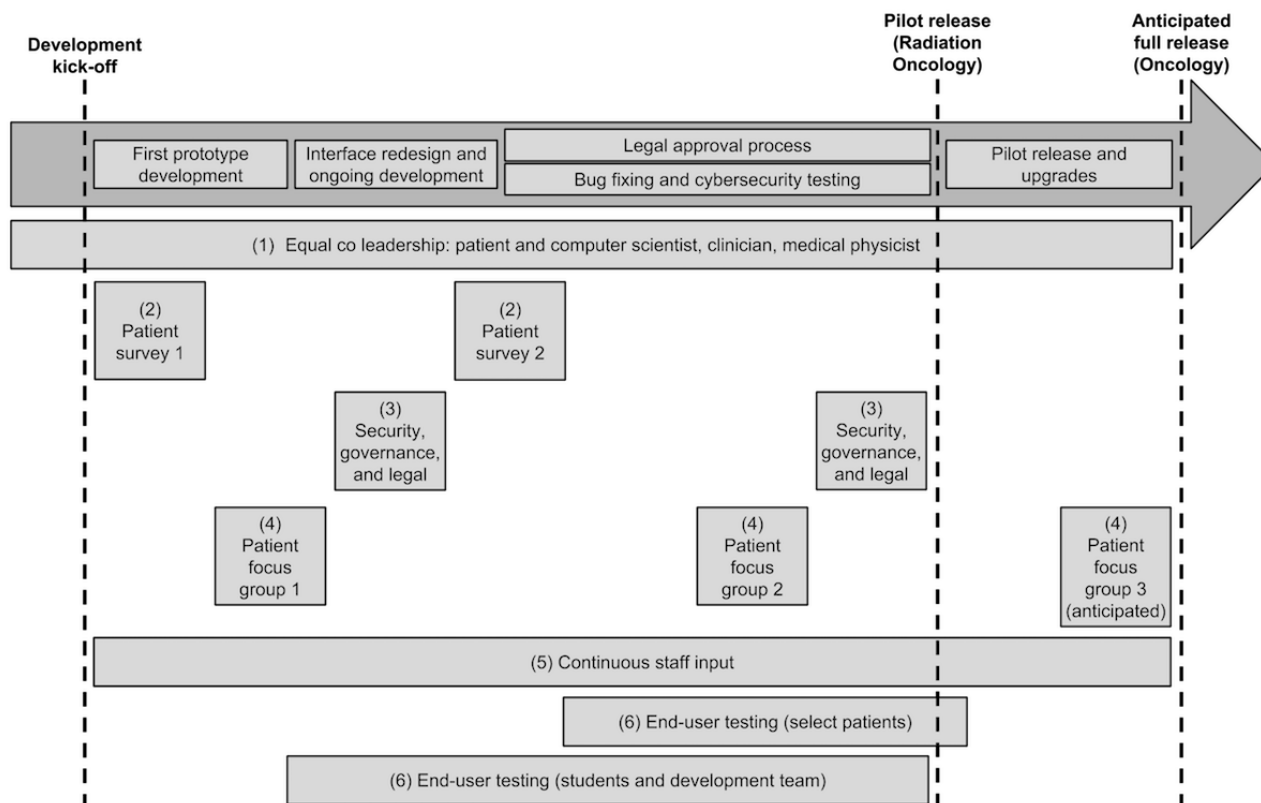 Development
kick-off
Pilot release
(Radiation
Oncology)
Anticipated
full release
(Oncology)
First prototype
development
Interface redesign and
ongoing development
Legal approval process
Bug fixing and cybersecurity testing
Pilot release and
upgrades
(1) Equal co leadership: patient and computer scientist, clinician, medical physicist
(2)
Patient
survey 1
(2)
Patient
survey 2
(3)
Security,
governance,
and legal
(3)
Security,
governance,
and legal
(4)
Patient
focus
group 1
(4)
Patient
focus
group 2
(4)
Patient
focus
group 3
(anticipated)
(5) Continuous staff input
(6) End-user testing (select patients)
(6) End-user testing (students and development team)